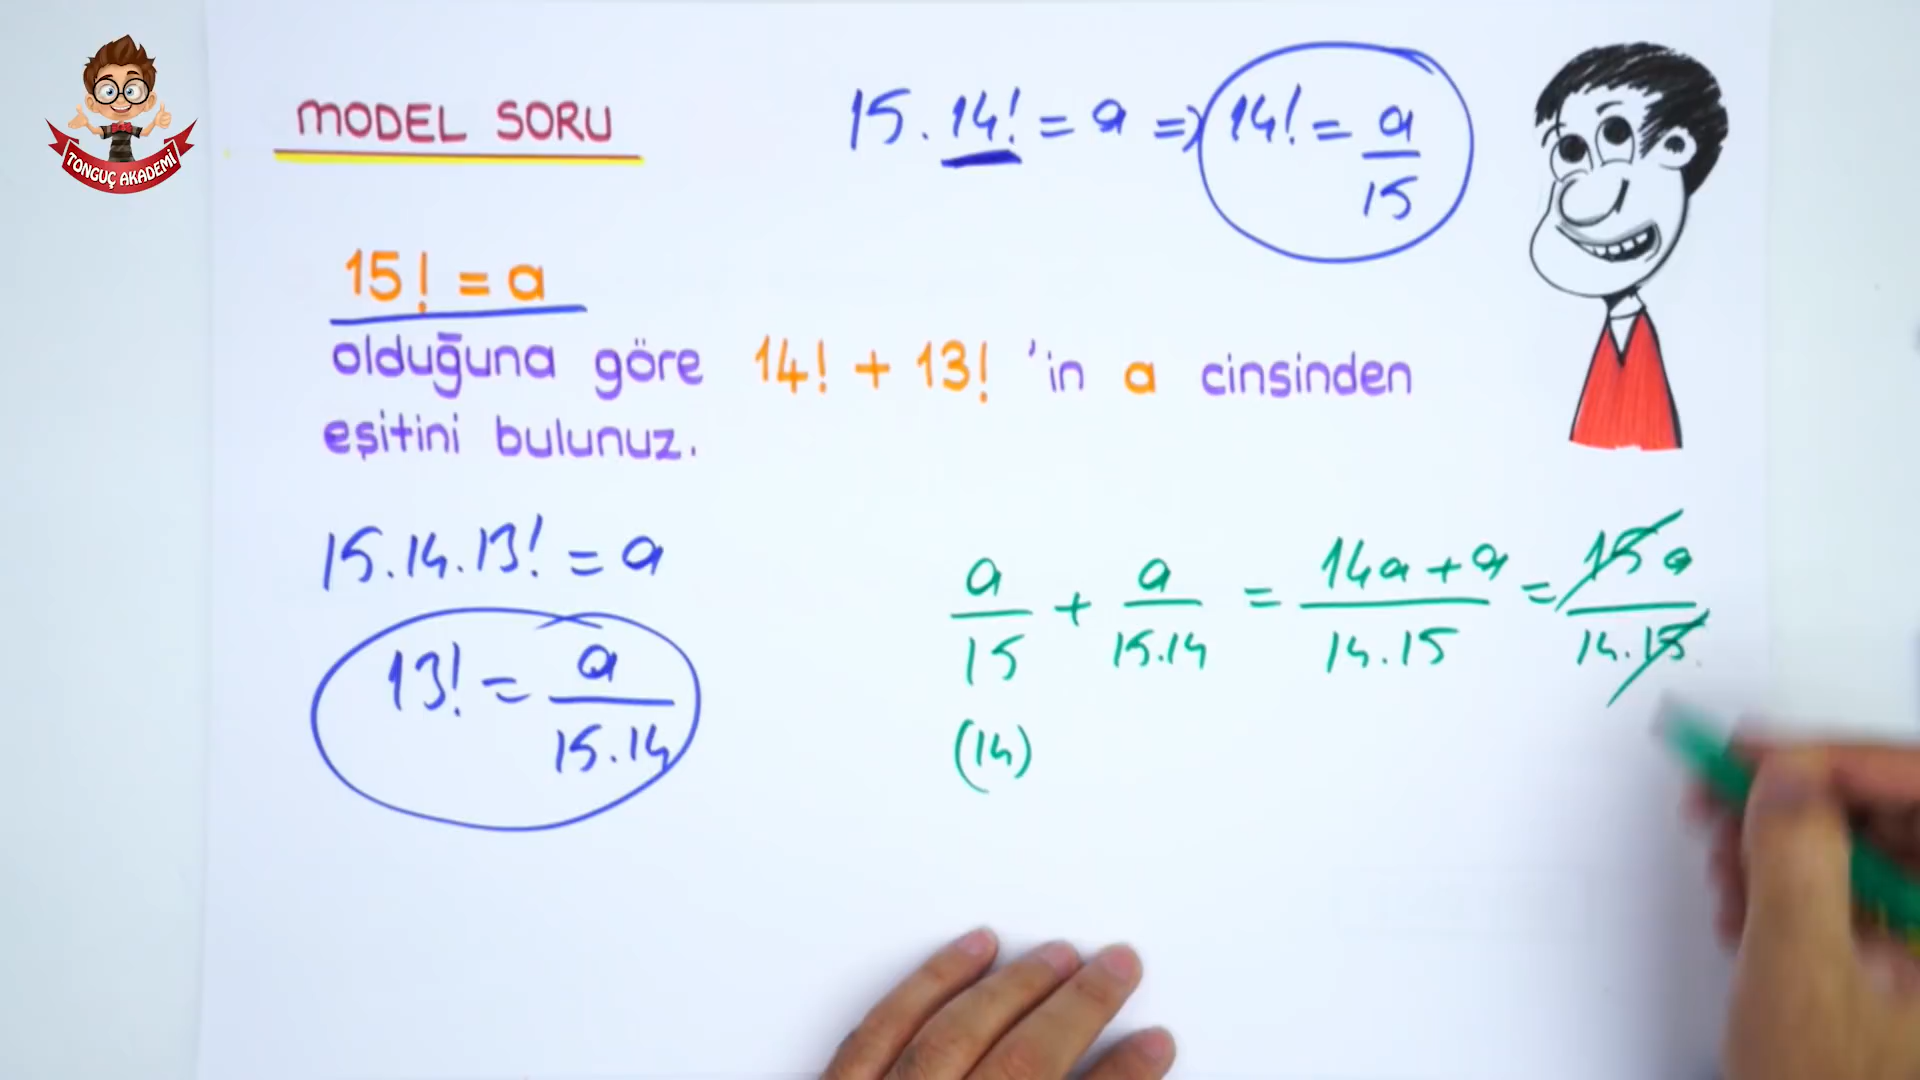 TONGUÇ AKADEMİ
MODEL SORU
15 . 14! = a => 14! = a/15
15! = a
olduğuna göre 14! + 13! 'in a cinsinden
eşitini bulunuz.
15.14.13! = a
13! = a/15.14
a/15 + a/15.14 = 14a+a/14.15 = 15a/14.15
(14)